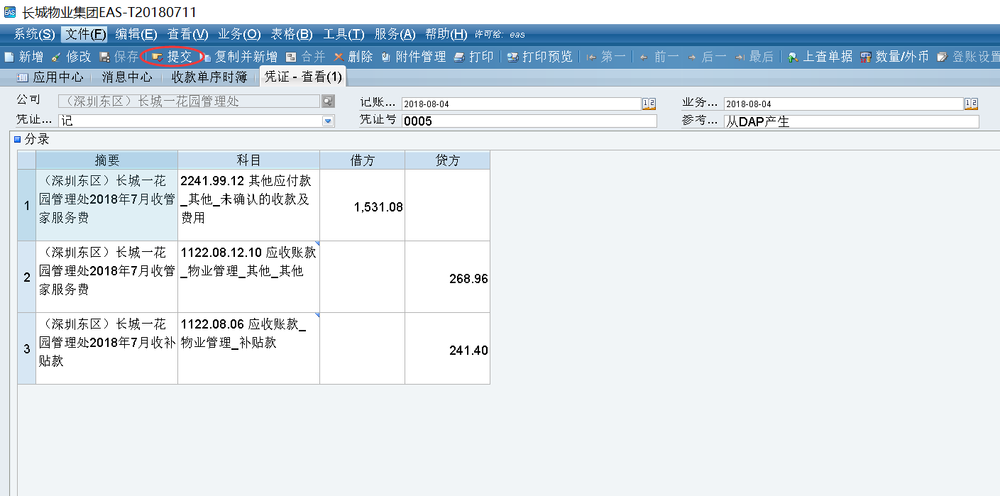 长城物业集团EAS-T20180711
系统(S) 文件(F) 编辑(E) 查看(V) 业务(O) 表格(B) 工具(T) 服务(A) 帮助(H) 许可给: eas
新增 修改 保存 提交 复制并新增 合并 删除 附件管理 打印 打印预览 第一 前一 后一 最后 上查单据 数量/外币 登账设置
应用中心 消息中心 收款单序时簿 凭证 - 查看(1)
公司 （深圳东区）长城一花园管理处 记账... 2018-08-04 业务... 2018-08-04
凭证... 记 凭证号 0005 参考... 从DAP产生
分录
摘要 科目 借方 贷方
1
（深圳东区）长城一花
园管理处2018年7月收管
家服务费
2241.99.12 其他应付款
_其他_未确认的收款及
费用
1,531.08
2
（深圳东区）长城一花
园管理处2018年7月收管
家服务费
1122.08.12.10 应收账款
_物业管理_其他_其他
268.96
3
（深圳东区）长城一花
园管理处2018年7月收补
贴款
1122.08.06 应收账款_
物业管理_补贴款
241.40